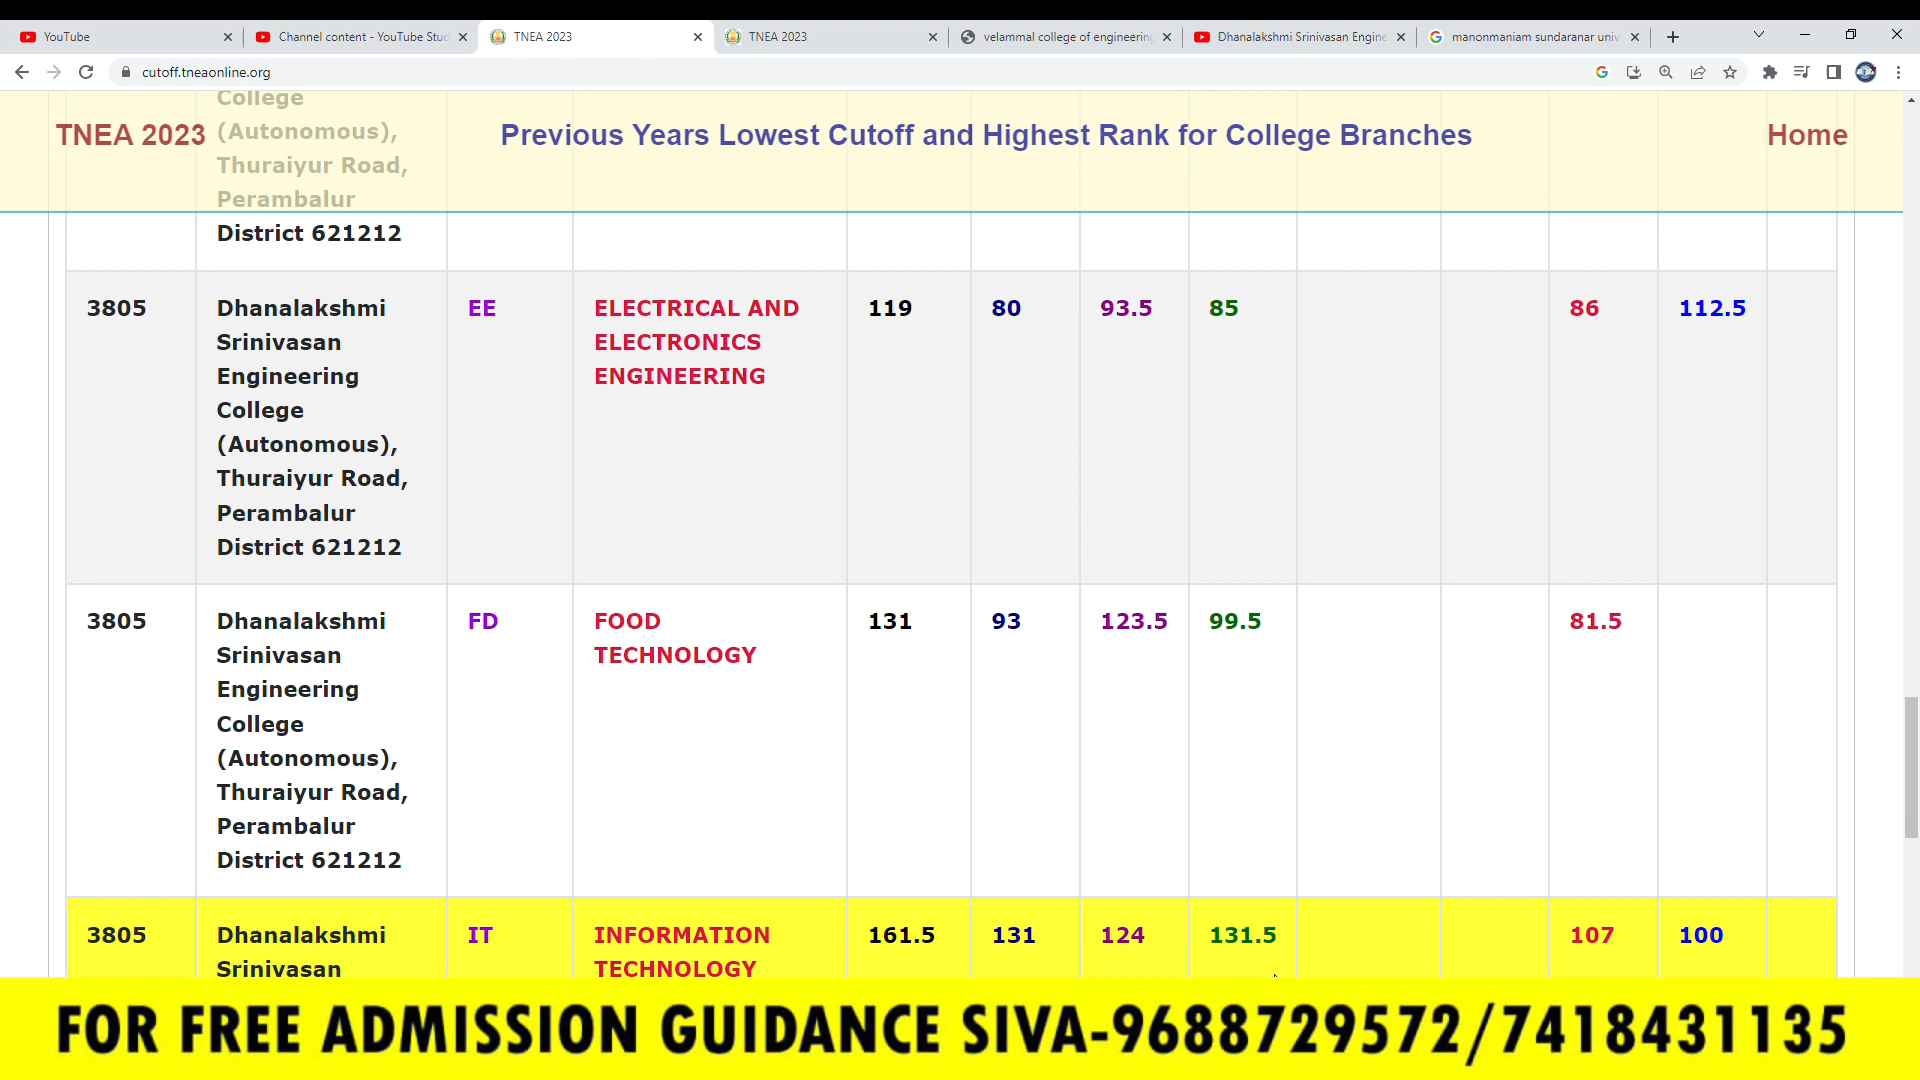 YouTube
Channel content - YouTube Stud
TNEA 2023
TNEA 2023
velammal college of engineering
Dhanalakshmi Srinivasan Engine
manonmaniam sundaranar univ
cutoff.tneaonline.org
TNEA 2023
Previous Years Lowest Cutoff and Highest Rank for College Branches
Home
College
(Autonomous),
Thuraiyur Road,
Perambalur
District 621212
3805
Dhanalakshmi
Srinivasan
Engineering
College
(Autonomous),
Thuraiyur Road,
Perambalur
District 621212
EE
ELECTRICAL AND
ELECTRONICS
ENGINEERING
119
80
93.5
85
86
112.5
3805
Dhanalakshmi
Srinivasan
Engineering
College
(Autonomous),
Thuraiyur Road,
Perambalur
District 621212
FD
FOOD
TECHNOLOGY
131
93
123.5
99.5
81.5
3805
Dhanalakshmi
Srinivasan
IT
INFORMATION
TECHNOLOGY
161.5
131
124
131.5
107
100
FOR FREE ADMISSION GUIDANCE SIVA-9688729572/7418431135